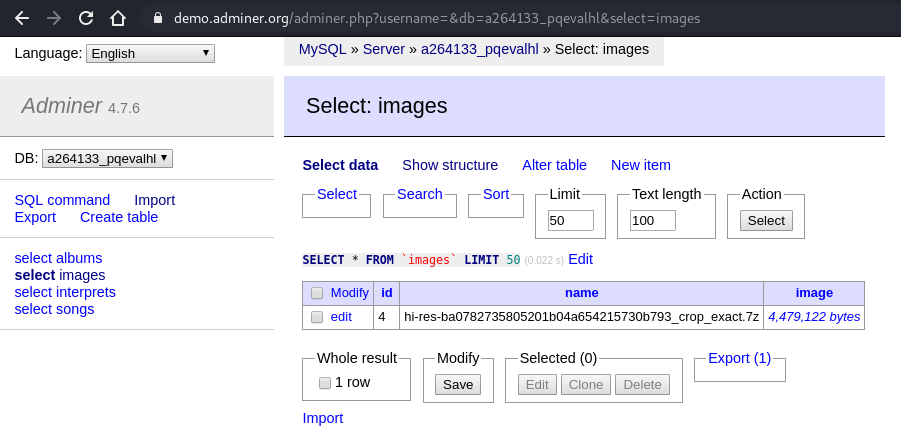 demo.adminer.org/adminer.php?username=&db=a264133_pqevalhl&select=images
Language: English
MySQL » Server » a264133_pqevalhl » Select: images
Adminer 4.7.6
Select: images
DB: a264133_pqevalhl
Select data Show structure Alter table New item
SQL command Import
Export Create table
Select Search Sort Limit Text length Action
50 100 Select
select albums
select images
select interprets
select songs
SELECT * FROM `images` LIMIT 50 (0.022 s) Edit
Modify id name image
edit 4 hi-res-ba0782735805201b04a654215730b793_crop_exact.7z 4,479,122 bytes
Whole result Modify Selected (0) Export (1)
1 row Save Edit Clone Delete
Import